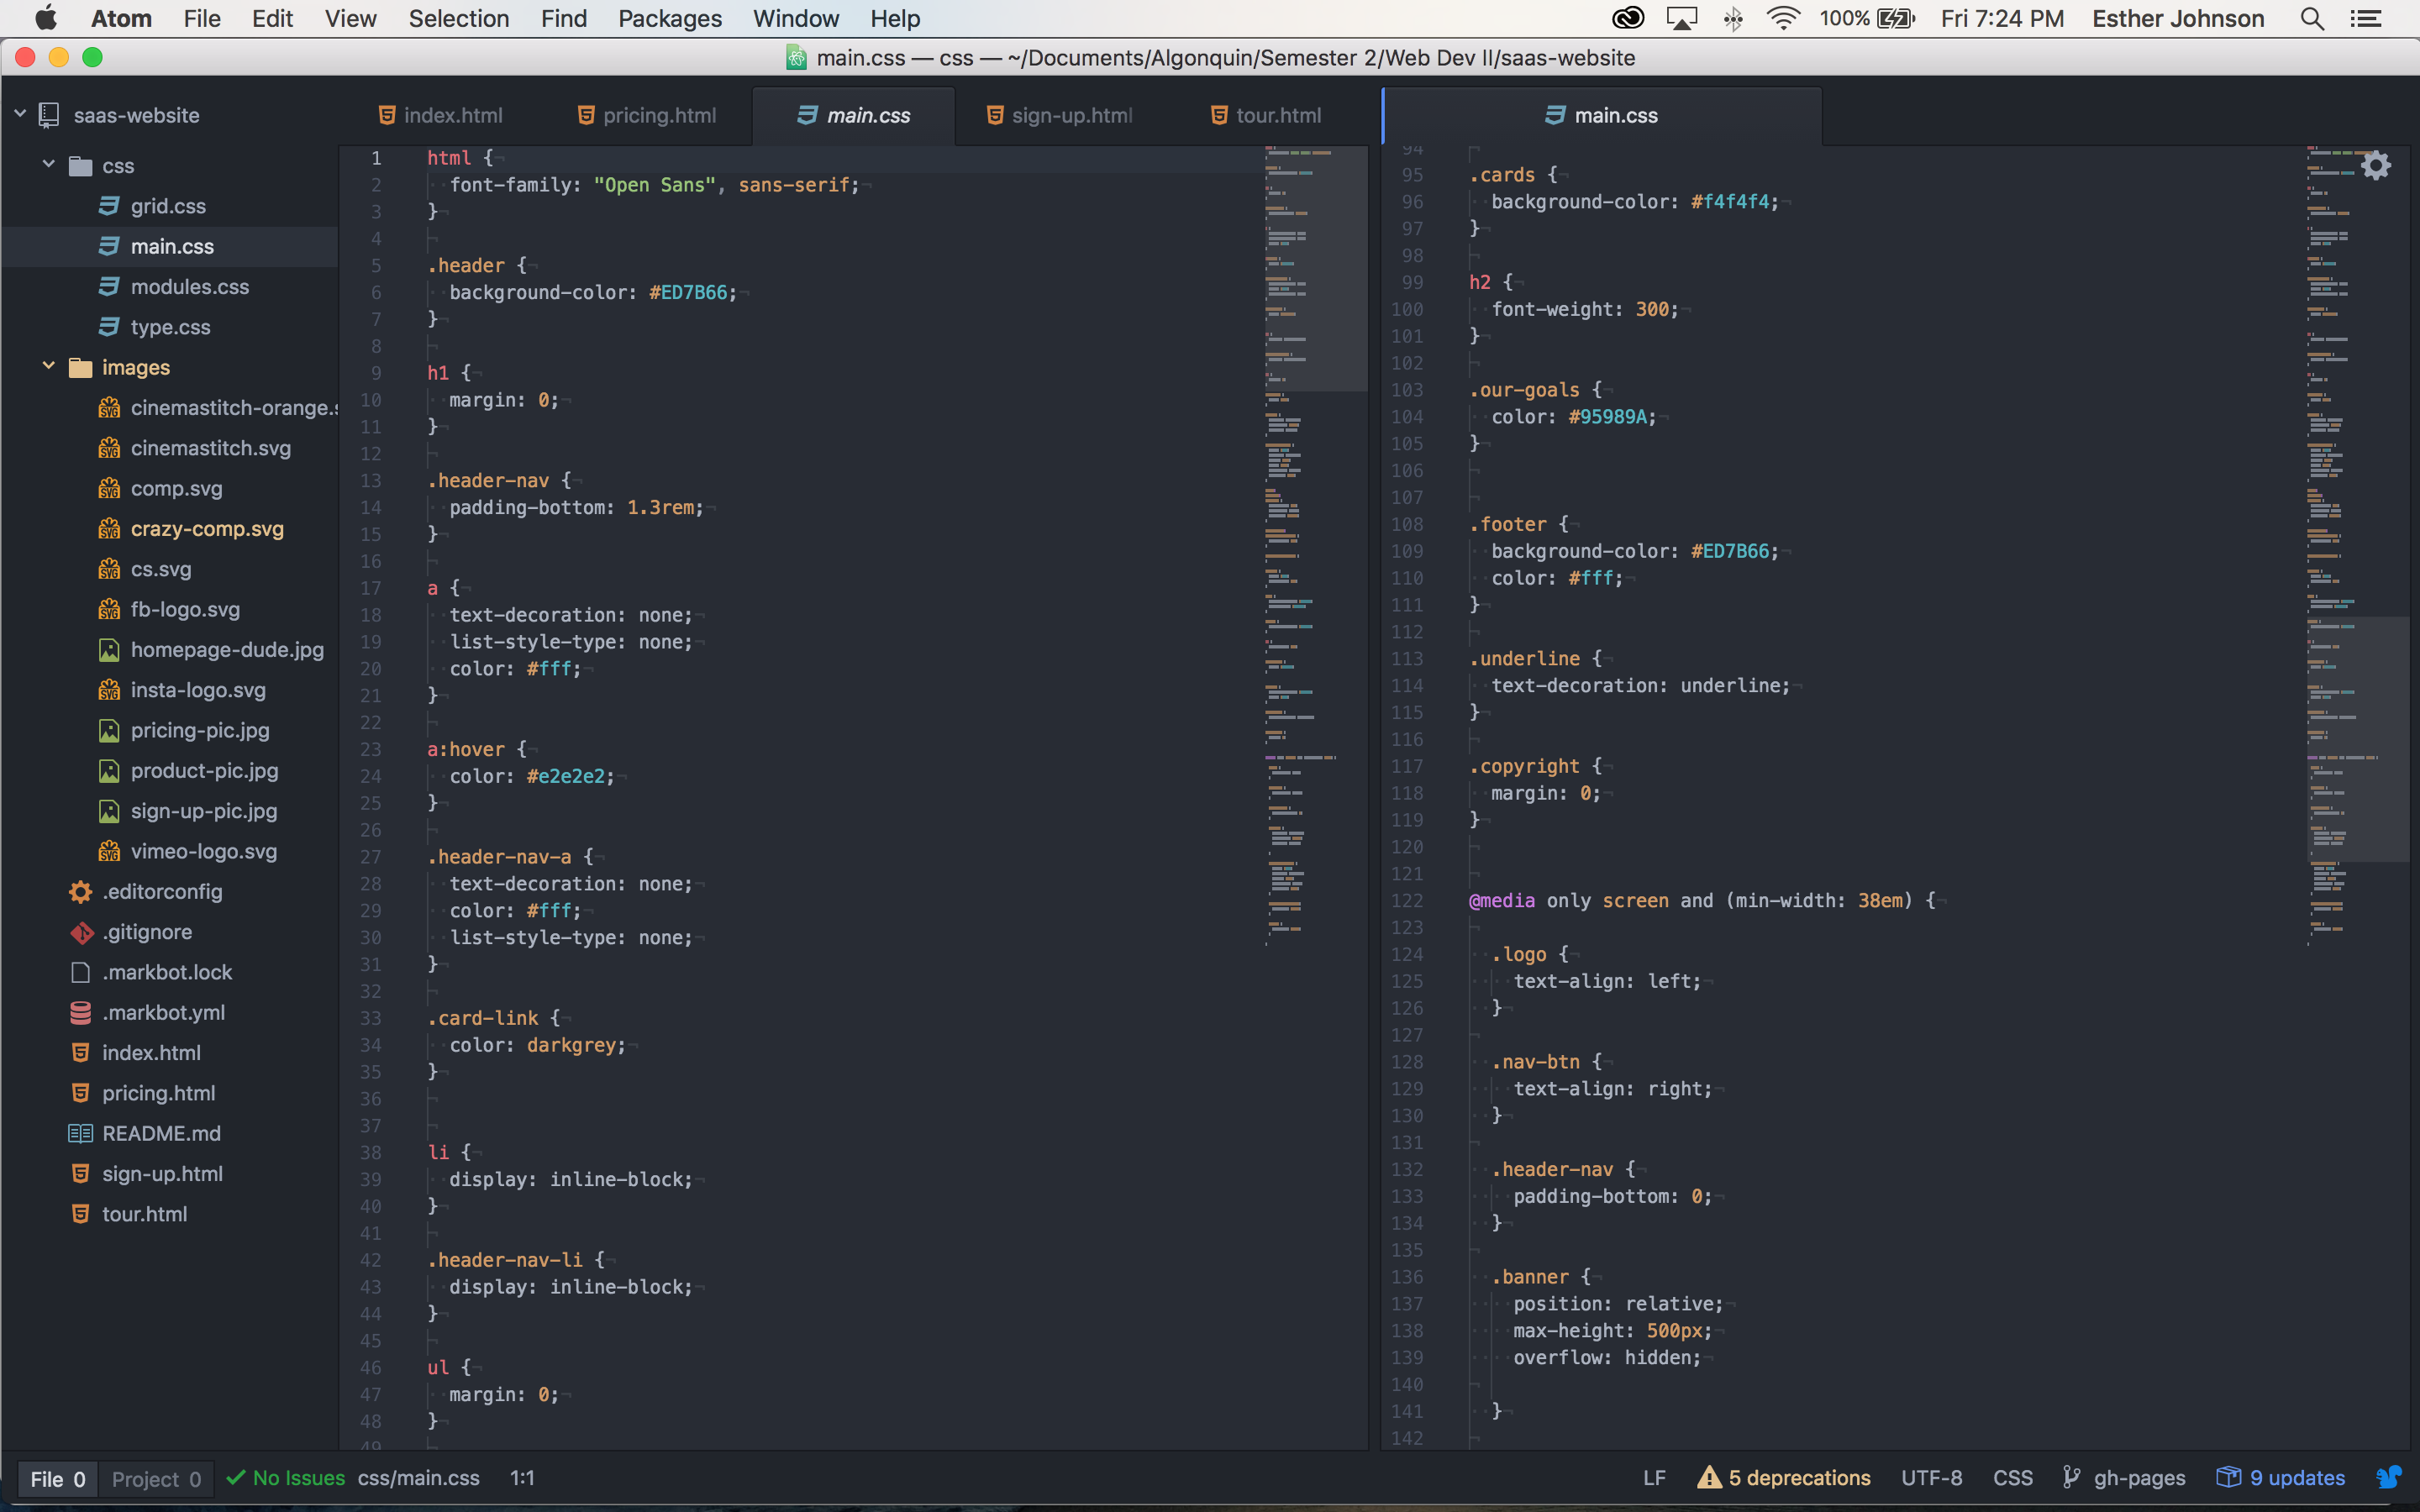 Atom File Edit View Selection Find Packages Window Help 100% Fri 7:24 PM Esther Johnson
main.css — css — ~/Documents/Algonquin/Semester 2/Web Dev II/saas-website
saas-website
css
grid.css
main.css
modules.css
type.css
images
cinemastitch-orange.s
cinemastitch.svg
comp.svg
crazy-comp.svg
cs.svg
fb-logo.svg
homepage-dude.jpg
insta-logo.svg
pricing-pic.jpg
product-pic.jpg
sign-up-pic.jpg
vimeo-logo.svg
.editorconfig
.gitignore
.markbot.lock
.markbot.yml
index.html
pricing.html
README.md
sign-up.html
tour.html
index.html pricing.html main.css sign-up.html tour.html
1 html {
2 font-family: "Open Sans", sans-serif;
3 }
4
5 .header {
6 background-color: #ED7B66;
7 }
8
9 h1 {
10 margin: 0;
11 }
12
13 .header-nav {
14 padding-bottom: 1.3rem;
15 }
16
17 a {
18 text-decoration: none;
19 list-style-type: none;
20 color: #fff;
21 }
22
23 a:hover {
24 color: #e2e2e2;
25 }
26
27 .header-nav-a {
28 text-decoration: none;
29 color: #fff;
30 list-style-type: none;
31 }
32
33 .card-link {
34 color: darkgrey;
35 }
36
37
38 li {
39 display: inline-block;
40 }
41
42 .header-nav-li {
43 display: inline-block;
44 }
45
46 ul {
47 margin: 0;
48 }
49
main.css
94
95 .cards {
96 background-color: #f4f4f4;
97 }
98
99 h2 {
100 font-weight: 300;
101 }
102
103 .our-goals {
104 color: #95989A;
105 }
106
107
108 .footer {
109 background-color: #ED7B66;
110 color: #fff;
111 }
112
113 .underline {
114 text-decoration: underline;
115 }
116
117 .copyright {
118 margin: 0;
119 }
120
121
122 @media only screen and (min-width: 38em) {
123
124 .logo {
125 text-align: left;
126 }
127
128 .nav-btn {
129 text-align: right;
130 }
131
132 .header-nav {
133 padding-bottom: 0;
134 }
135
136 .banner {
137 position: relative;
138 max-height: 500px;
139 overflow: hidden;
140
141 }
142
File 0 Project 0 No Issues css/main.css 1:1 LF 5 deprecations UTF-8 CSS gh-pages 9 updates